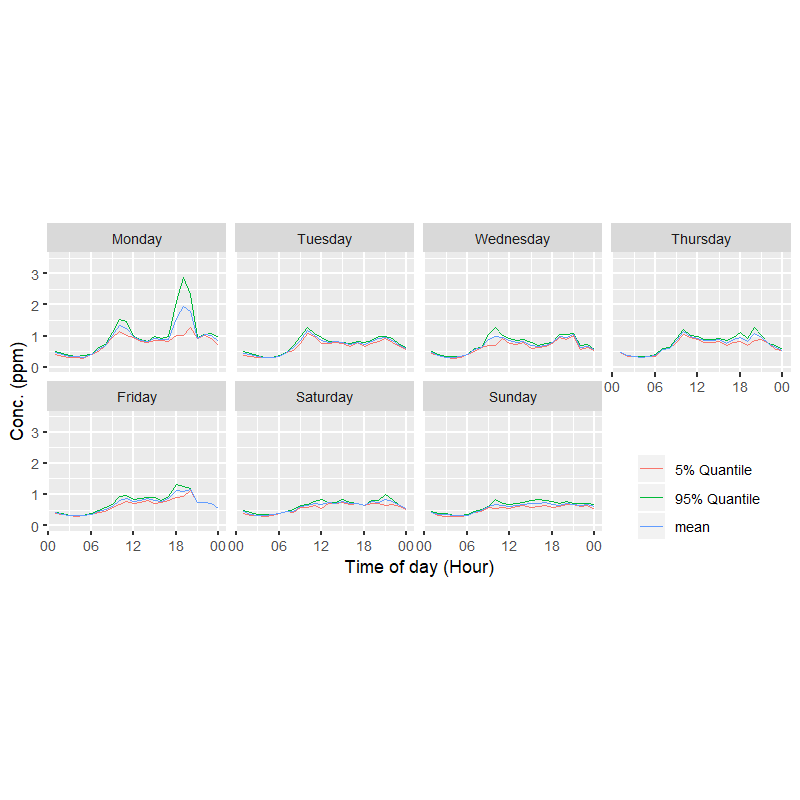 Monday Tuesday Wednesday Thursday
3
2
1
0
00 06 12 18 00
Friday Saturday Sunday
3
2
1
0
00 06 12 18 00 00 06 12 18 00 00 06 12 18 00
Conc. (ppm)
Time of day (Hour)
5% Quantile
95% Quantile
mean